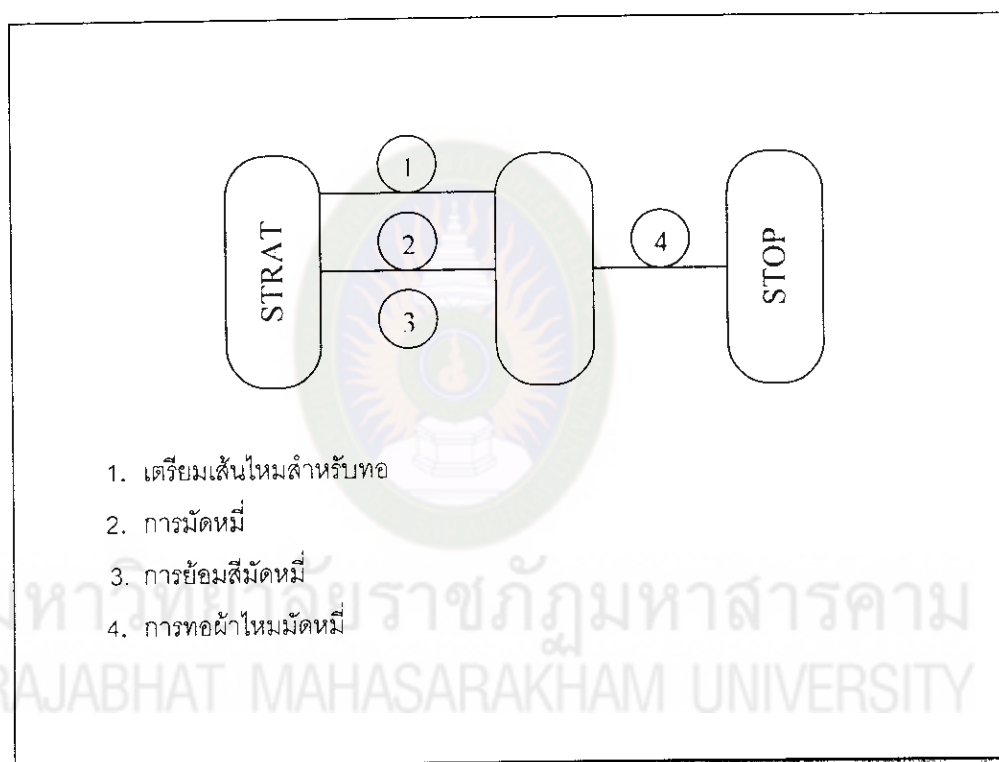 1
2
3
4
STRAT
STOP
1. เตรียมเส้นไหมสำหรับทอ
2. การมัดหมี่
3. การย้อมสีมัดหมี่
4. การทอผ้าไหมมัดหมี่
มหาวิทยาลัยราชภัฏมหาสารคาม
RAJABHAT MAHASARAKHAM UNIVERSITY